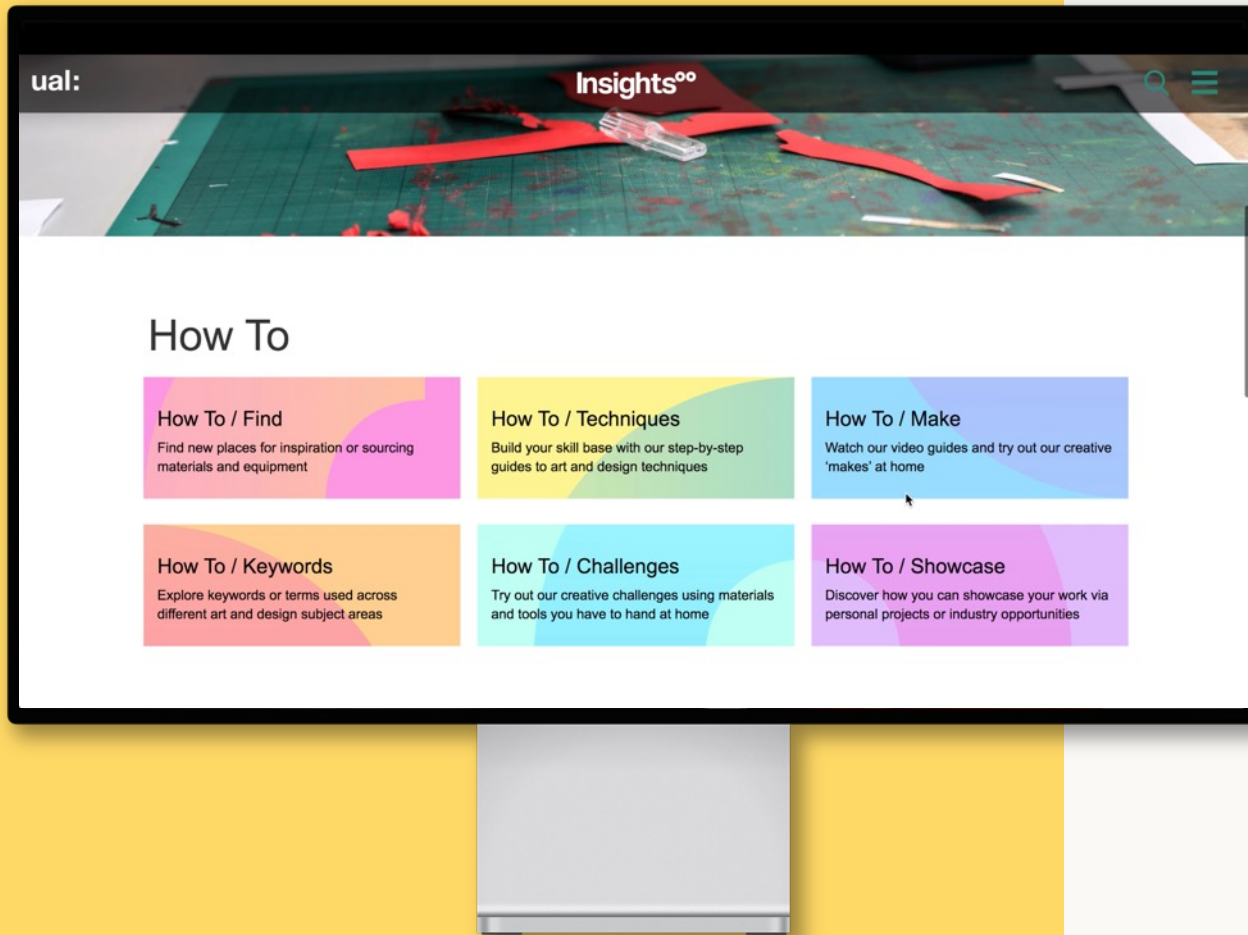 ual:
Insights°°
How To
How To / Find
Find new places for inspiration or sourcing
materials and equipment
How To / Techniques
Build your skill base with our step-by-step
guides to art and design techniques
How To / Make
Watch our video guides and try out our creative
'makes' at home
How To / Keywords
Explore keywords or terms used across
different art and design subject areas
How To / Challenges
Try out our creative challenges using materials
and tools you have to hand at home
How To / Showcase
Discover how you can showcase your work via
personal projects or industry opportunities